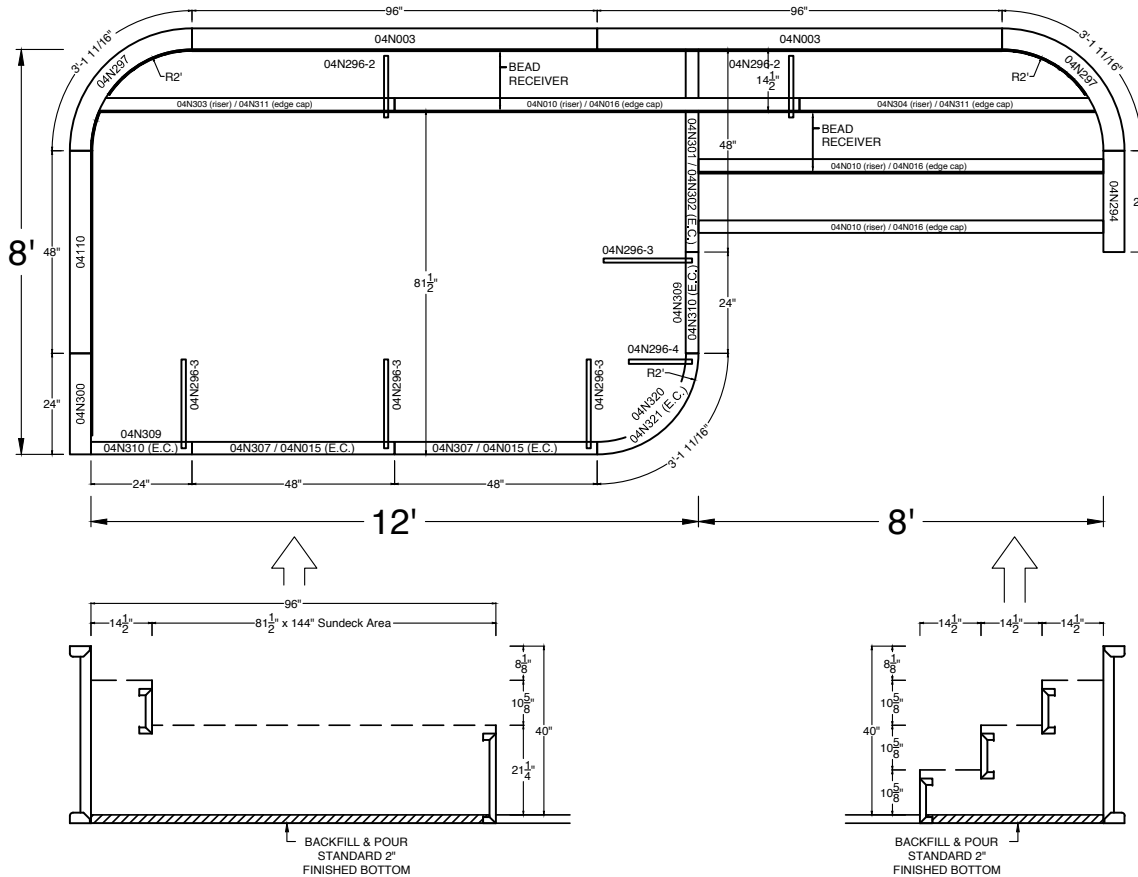 96"
96"
3'-1 11/16"
04N003
04N003
3'-1 11/16"
04N297
R2'
04N296-2
BEAD
RECEIVER
04N296-2
14 1/2"
R2'
04N297
04N303 (riser) / 04N311 (edge cap)
04N010 (riser) / 04N016 (edge cap)
04N304 (riser) / 04N311 (edge cap)
BEAD
RECEIVER
04N301 / 04N302 (E.C.)
48"
04N010 (riser) / 04N016 (edge cap)
04N294
04N010 (riser) / 04N016 (edge cap)
8'
48"
04110
81 1/2"
04N296-3
04N309
04N310 (E.C.)
24"
04N296-4
R2'
04N320
04N321 (E.C.)
3'-1 11/16"
24"
04N300
04N296-3
04N296-3
04N296-3
04N309
04N310 (E.C.)
04N307 / 04N015 (E.C.)
04N307 / 04N015 (E.C.)
24"
48"
48"
12'
8'
96"
14 1/2"
81 1/2" x 144" Sundeck Area
8 1/8"
10 5/8"
40"
21 1/4"
BACKFILL & POUR
STANDARD 2"
FINISHED BOTTOM
14 1/2"
14 1/2"
14 1/2"
8 1/8"
10 5/8"
40"
10 5/8"
10 5/8"
BACKFILL & POUR
STANDARD 2"
FINISHED BOTTOM